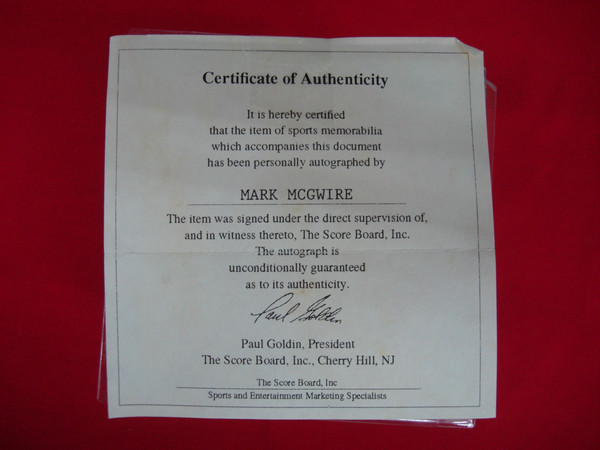 Certificate of Authenticity
It is hereby certified
that the item of sports memorabilia
which accompanies this document
has been personally autographed by
MARK MCGWIRE
The item was signed under the direct supervision of,
and in witness thereto, The Score Board, Inc.
The autograph is
unconditionally guaranteed
as to its authenticity.
Paul Goldin
Paul Goldin, President
The Score Board, Inc., Cherry Hill, NJ
The Score Board, Inc
Sports and Entertainment Marketing Specialists